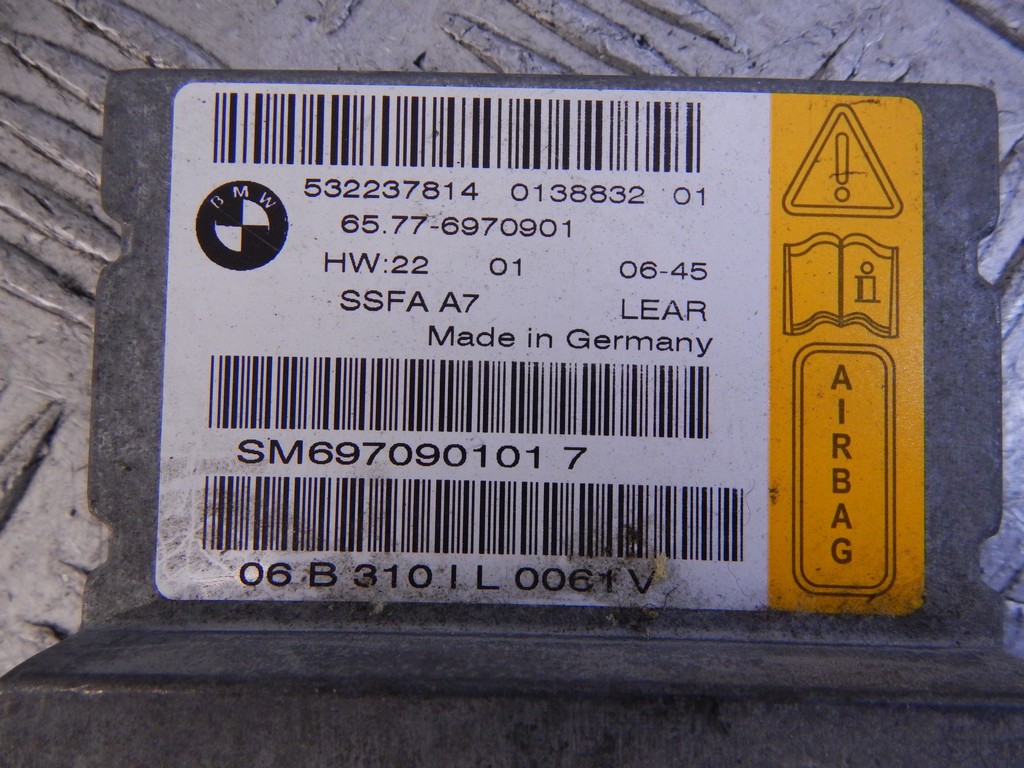 532237814 0138832 01
BMW
65.77-6970901
HW:22 01 06-45
SSFA A7 LEAR
Made in Germany
SM697090101 7
06 B 310 I L 0061 V
i
AIRBAG